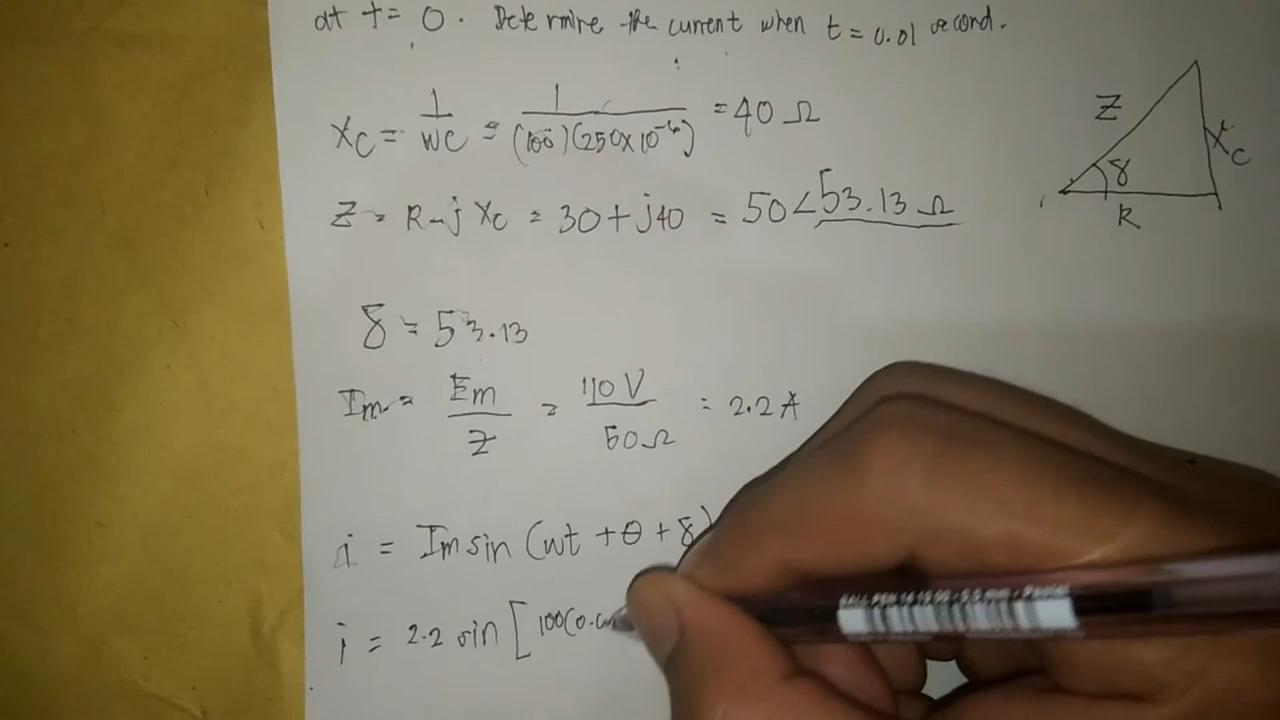 at t = 0. Determine the current when t = 0.01 second.
Xc = 1/wc = 1/(100)(250x10⁻⁶) = 40 Ω
Z = R-j Xc = 30+j40 = 50<53.13 Ω
Z
γ
Xc
R
γ = 53.13
Im = Em/Z = 110 V/50Ω = 2.2 A
i = Im sin (wt + θ + γ)
i = 2.2 sin [100(0.